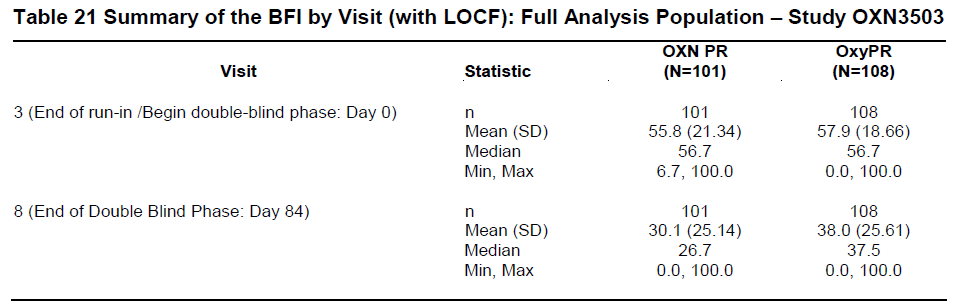 Table 21 Summary of the BFI by Visit (with LOCF): Full Analysis Population – Study OXN3503
OXN PR OxyPR
Visit Statistic (N=101) (N=108)
3 (End of run-in /Begin double-blind phase: Day 0) n 101 108
Mean (SD) 55.8 (21.34) 57.9 (18.66)
Median 56.7 56.7
Min, Max 6.7, 100.0 0.0, 100.0
8 (End of Double Blind Phase: Day 84) n 101 108
Mean (SD) 30.1 (25.14) 38.0 (25.61)
Median 26.7 37.5
Min, Max 0.0, 100.0 0.0, 100.0